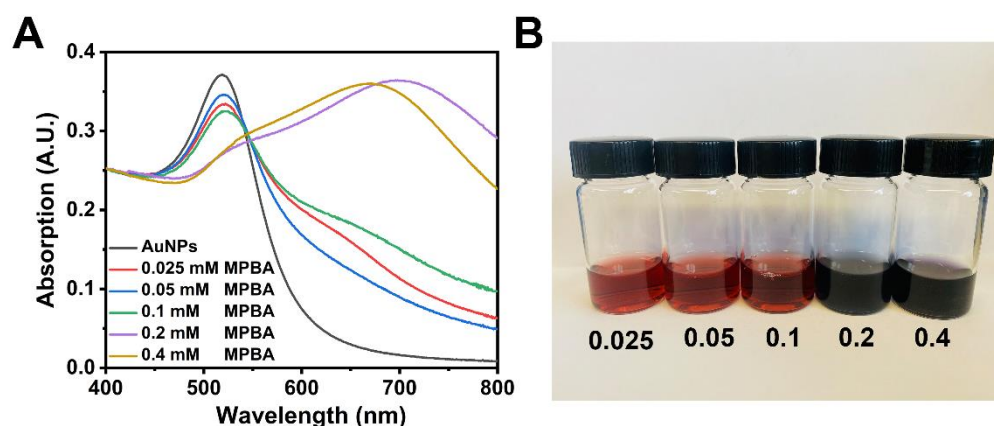 A
B
0.4
0.3
0.2
0.1
0.0
Absorption (A.U.)
AuNPs
0.025 mM MPBA
0.05 mM MPBA
0.1 mM MPBA
0.2 mM MPBA
0.4 mM MPBA
400 500 600 700 800
Wavelength (nm)
0.025 0.05 0.1 0.2 0.4